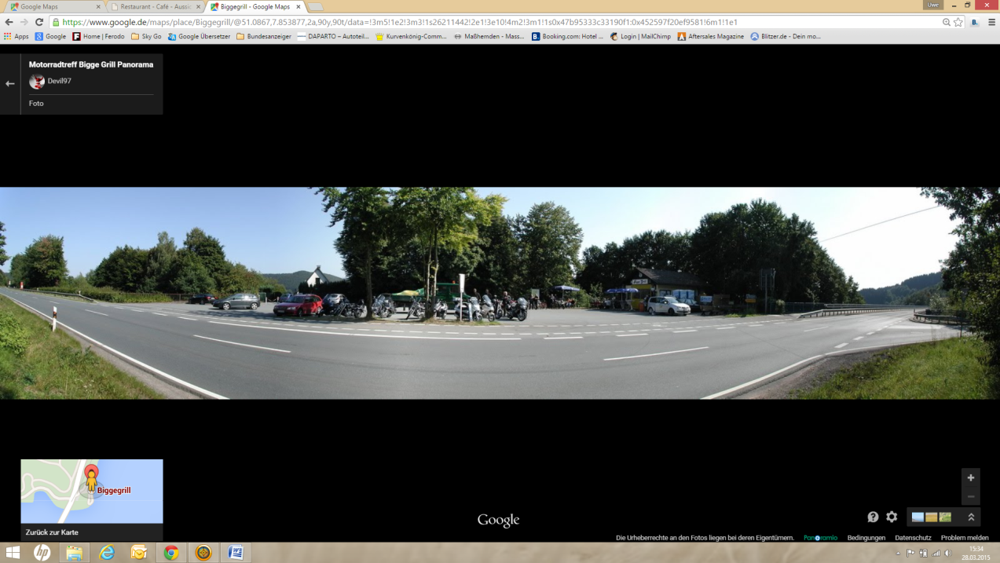 Google Maps
Restaurant - Café - Aussic
Biggegrill - Google Maps
Uwe
https://www.google.de/maps/place/Biggegrill/@51.0867,7.853877,2a,90y,90t/data=!3m5!1e2!3m3!1s26211442!2e1!3e10!4m2!3m1!1s0x47b95333c33190f1:0x452597f20ef9581!6m1!1e1
Apps Google Home | Ferodo Sky Go Google Übersetzer Bundesanzeiger DAPARTO – Autoteil... Kurvenkönig-Comm... Maßhemden - Mass... Booking.com: Hotel ... Login | MailChimp Aftersales Magazine Blitzer.de - Dein mo...
Motorradtreff Bigge Grill Panorama
Devil97
Foto
Biggegrill
Zurück zur Karte
Google
Die Urheberrechte an den Fotos liegen bei deren Eigentümern. Panoramio Bedingungen Datenschutz Problem melden
15:34
28.03.2015